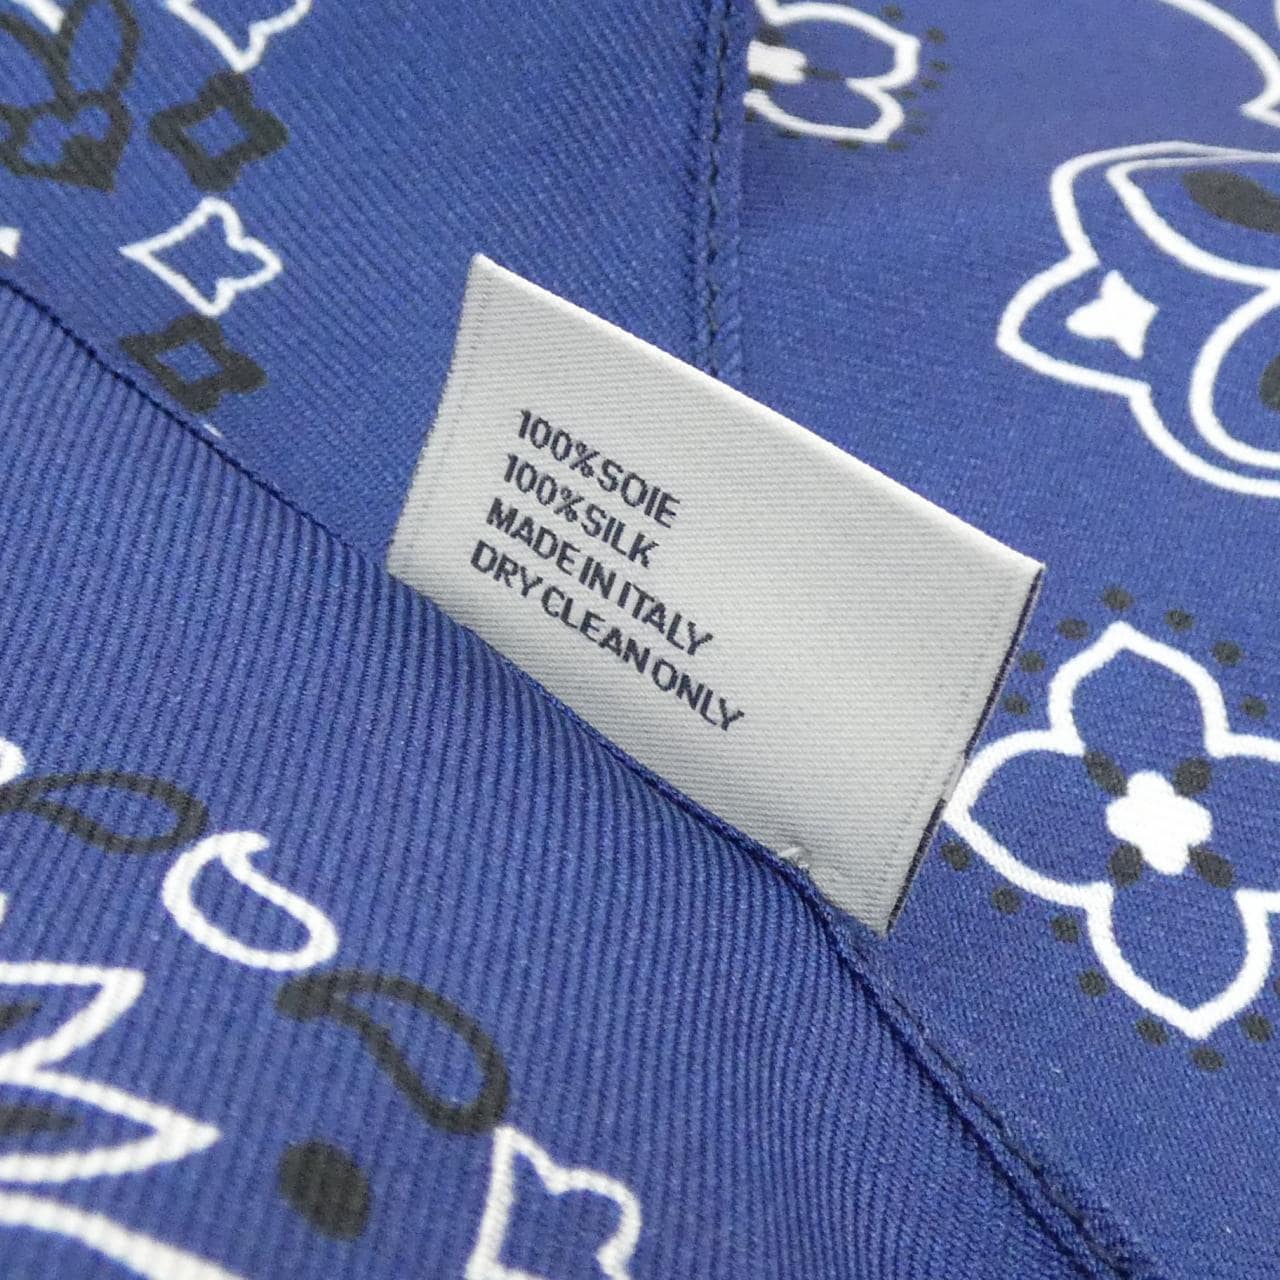 100%SOIE
100%SILK
MADE IN ITALY
DRY CLEAN ONLY